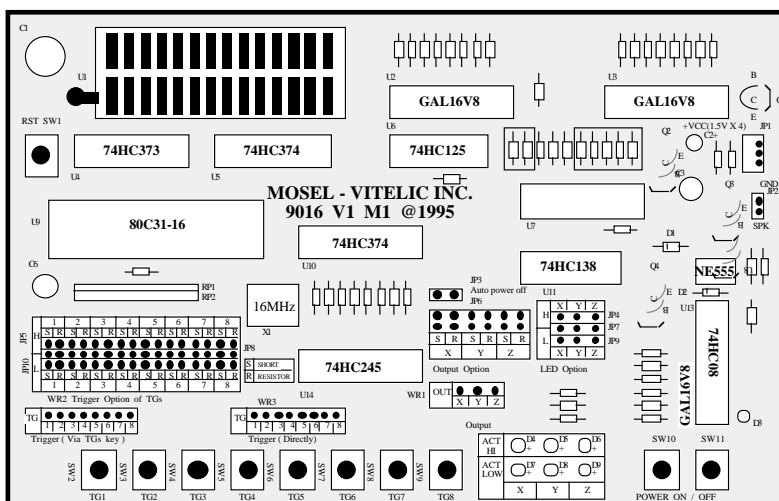 C1
U1
U2
U3
B
C
E
GAL16V8
GAL16V8
RST SW1
U6
Q2
+VCC(1.5V X 4)
C2+
JP1
74HC373
74HC374
74HC125
U4
U5
C
E
B
C3
Q3
GND
JP2
MOSEL - VITELIC INC.
9016 V1 M1 @1995
U9
80C31-16
74HC374
U10
U7
C
E
B
SPK
D1
C6
RP1
RP2
16MHz
X1
JP3
Auto power off
JP6
74HC138
U11
Q4
NE555
U8
D2
U13
C
E
B
1 2 3 4 5 6 7 8
S R S R S R S R S R S R S R S R
JP5
H
JP10
L
JP8
S R S R S R S R S R S R S R S R
1 2 3 4 5 6 7 8
S SHORT
R RESISTOR
74HC245
U14
S R S R S R
X Y Z
Output Option
X Y Z
H
L
JP4
JP7
JP9
X Y Z
LED Option
74HC08
GAL16V8
WR2 Trigger Option of TGs
TG
1 2 3 4 5 6 7 8
Trigger ( Via TGs key)
WR3
TG
1 2 3 4 5 6 7 8
Trigger ( Directly)
WR1
OUT
X Y Z
Output
ACT HI
D4
+
D5
+
D6
+
ACT LOW
D7
+
D8
+
D9
+
X Y Z
D3
SW2
SW3
SW4
SW5
SW6
SW7
SW8
SW9
SW10
SW11
TG1
TG2
TG3
TG4
TG5
TG6
TG7
TG8
POWER ON / OFF